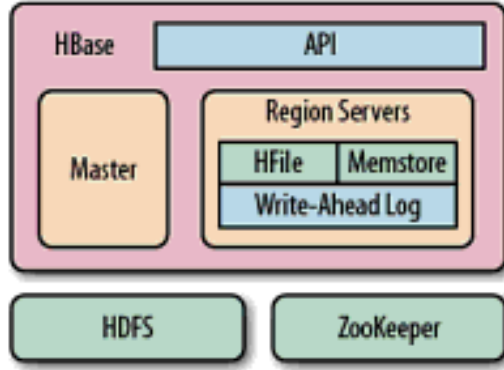 HBase API
Region Servers
Master
HFile Memstore
Write-Ahead Log
HDFS ZooKeeper